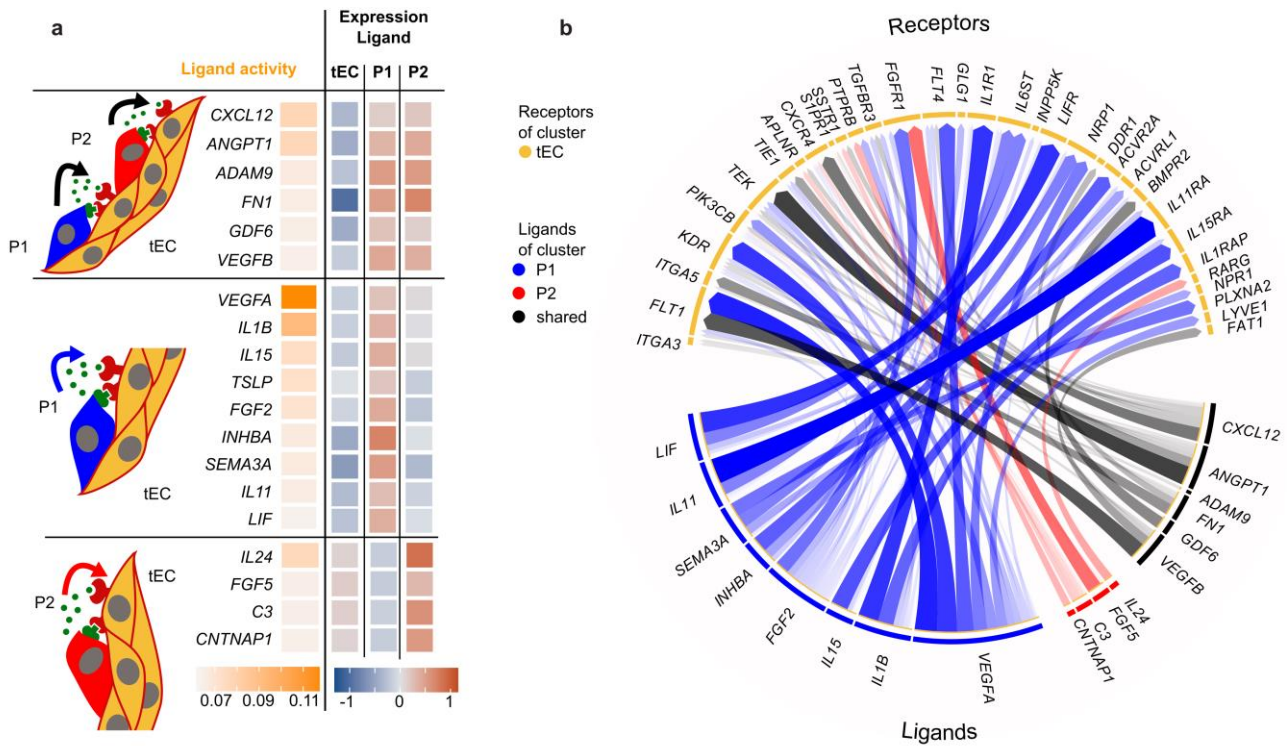 a
Expression
Ligand
Ligand activity
tEC
P1
P2
P2
P1
tEC
CXCL12
ANGPT1
ADAM9
FN1
GDF6
VEGFB
P1
tEC
VEGFA
IL1B
IL15
TSLP
FGF2
INHBA
SEMA3A
IL11
LIF
P2
tEC
IL24
FGF5
C3
CNTNAP1
0.07 0.09 0.11
-1 0 1
b
Receptors
of cluster
tEC
Ligands
of cluster
P1
P2
shared
Receptors
ITGA3
FLT1
ITGA5
KDR
PIK3CB
TEK
TIE1
APLNR
CXCR4
S1PR1
SSTR1
PTPRB
TGFBR3
FGFR1
FLT4
GLG1
IL1R1
IL6ST
INPP5K
LIFR
NRP1
DDR1
ACVR2A
ACVRL1
BMPR2
IL11RA
IL15RA
IL1RAP
RARG
NPR1
PLXNA2
LYVE1
FAT1
CXCL12
ANGPT1
ADAM9
FN1
GDF6
VEGFB
IL24
FGF5
C3
CNTNAP1
VEGFA
IL1B
IL15
FGF2
INHBA
SEMA3A
IL11
LIF
Ligands